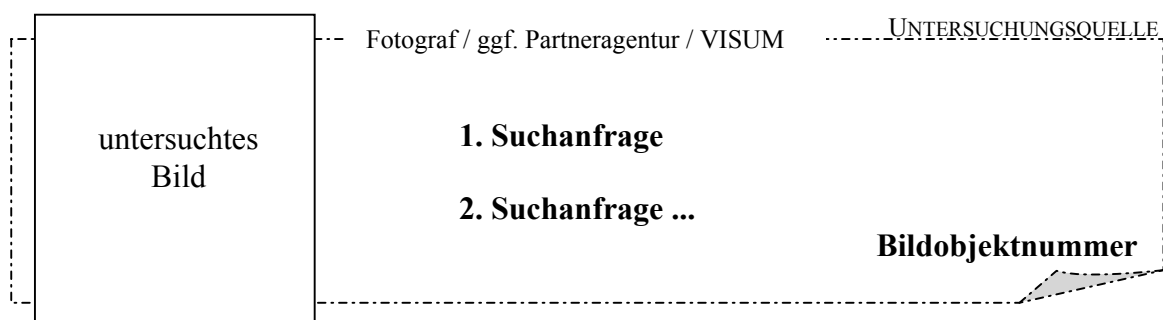 Fotograf / ggf. Partneragentur / VISUM
UNTERSUCHUNGSQUELLE
untersuchtes
Bild
1. Suchanfrage
2. Suchanfrage ...
Bildobjektnummer